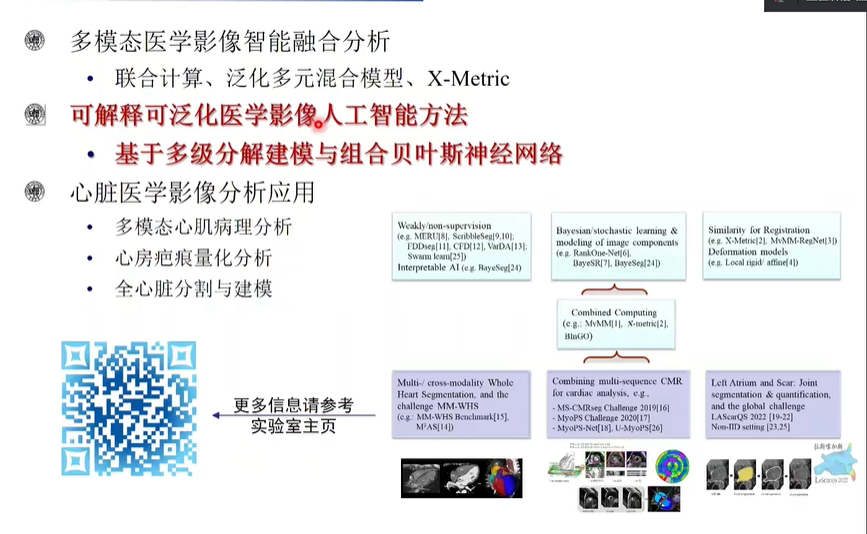 多模态医学影像智能融合分析
• 联合计算、泛化多元混合模型、X-Metric
可解释可泛化医学影像人工智能方法
• 基于多级分解建模与组合贝叶斯神经网络
心脏医学影像分析应用
• 多模态心肌病理分析
• 心房疤痕量化分析
• 全心脏分割与建模
Weakly/non-supervision
(e.g. MERU[8], ScribbleSeg[9,10];
FDDseg[11], CFD[12], VarDA[13];
Swarm learn[25])
Interpretable AI (e.g. BayeSeg[24)
Bayesian/stochastic learning &
modeling of image components
(e.g. RankOne-Net[6],
BayeSR[7], BayeSeg[24])
Similarity for Registration
(e.g. X-Metric[2], MvMM-RegNet[3])
Deformation models
(e.g. Local rigid/ affine[4])
Combined Computing
(e.g.: MvMM[1], X-metric[2],
BInGO)
Multi-/ cross-modality Whole
Heart Segmentation, and the
challenge MM-WHS
(e.g.: MM-WHS Benchmark[15],
M²AS[14])
Combining multi-sequence CMR
for cardiac analysis, e.g.,
- MS-CMRseg Challenge 2019[16]
- MyoPS Challenge 2020[17]
- MyoPS-Net[18], U-MyoPS[26]
Left Atrium and Scar: Joint
segmentation & quantification,
and the global challenge
LAScarQS 2022 [19-22]
Non-IID setting [23,25]
更多信息请参考
实验室主页
拉斯喀加斯
LaScarQS 2022